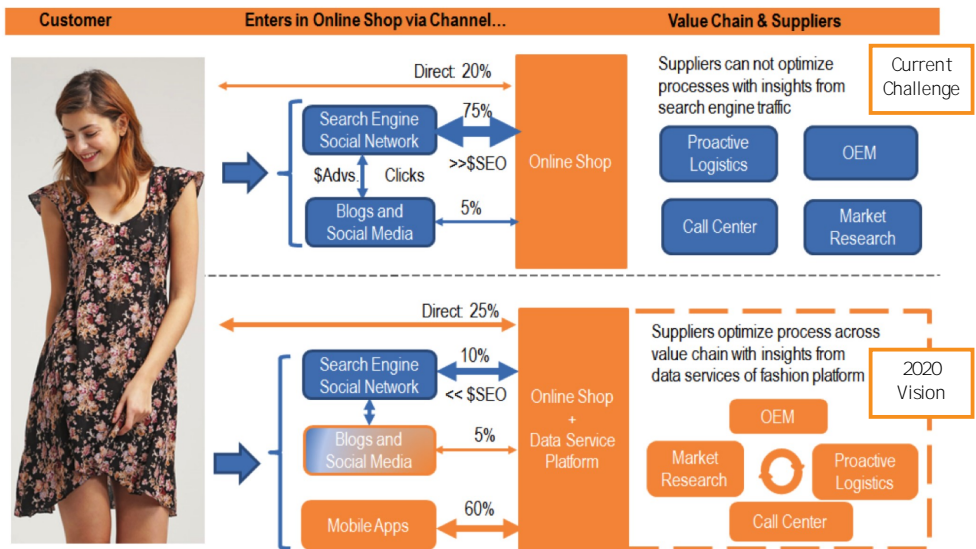 Customer
Enters in Online Shop via Channel…
Value Chain & Suppliers
Direct: 20%
Search Engine
Social Network
75%
>>$SEO
$Advs.
Clicks
Blogs and
Social Media
5%
Online Shop
Suppliers can not optimize
processes with insights from
search engine traffic
Current
Challenge
Proactive
Logistics
OEM
Call Center
Market
Research
Direct: 25%
Search Engine
Social Network
10%
<< $SEO
Blogs and
Social Media
5%
Mobile Apps
60%
Online Shop
+
Data Service
Platform
Suppliers optimize process across
value chain with insights from
data services of fashion platform
2020
Vision
OEM
Market
Research
Proactive
Logistics
Call Center